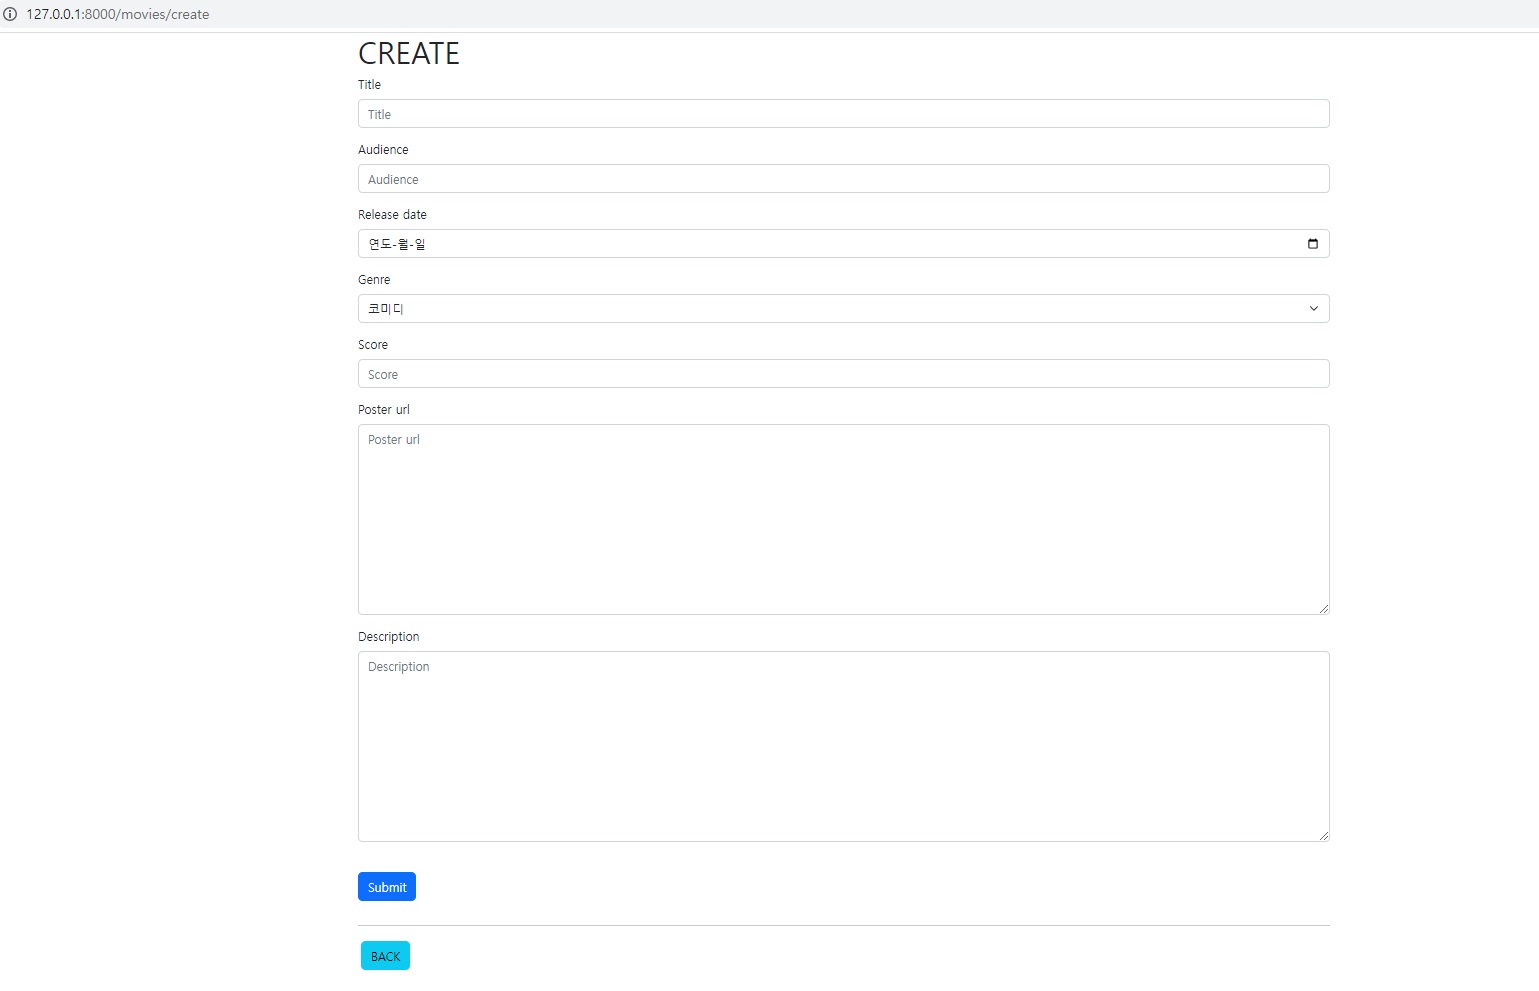 127.0.0.1:8000/movies/create
CREATE
Title
Title
Audience
Audience
Release date
연도-월-일
Genre
코미디
Score
Score
Poster url
Poster url
Description
Description
Submit
BACK